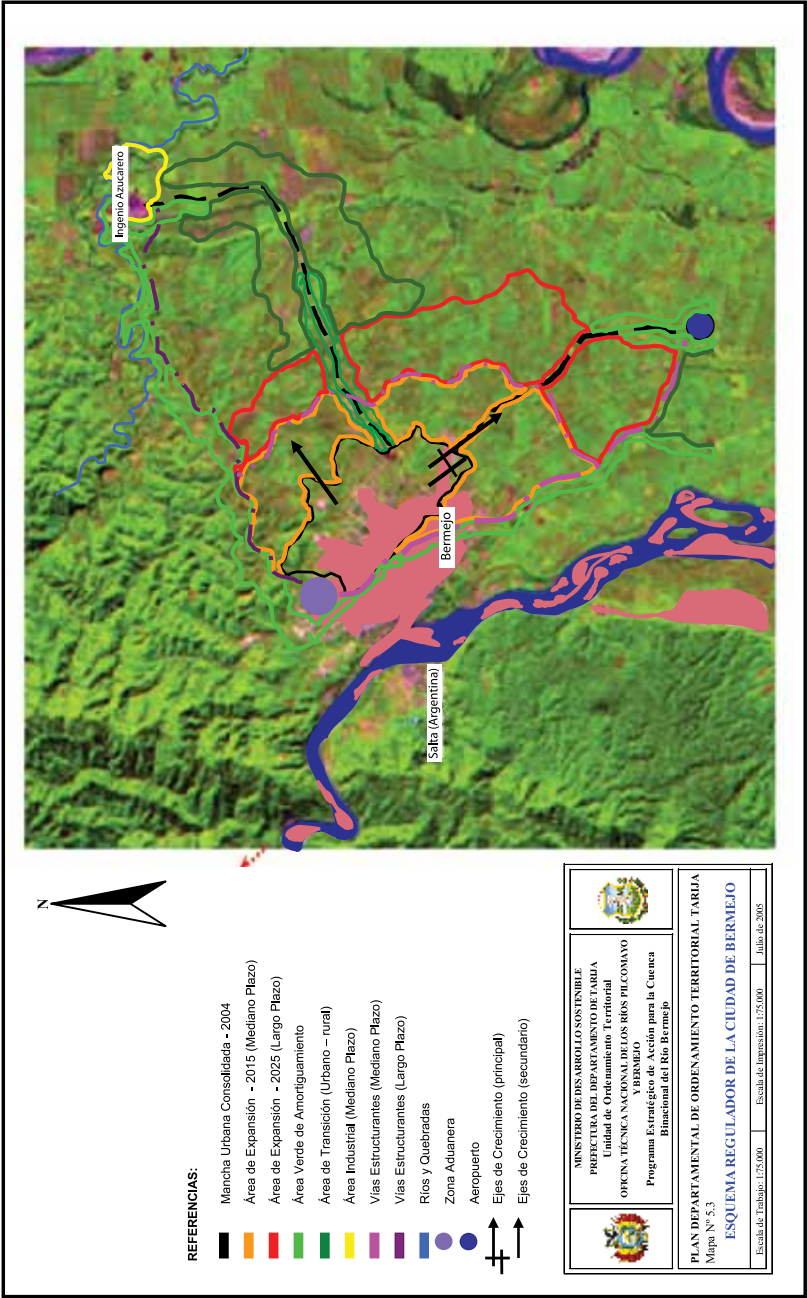 Ingenio Azucarero
Bermejo
Salta (Argentina)
N
REFERENCIAS:
Mancha Urbana Consolidada - 2004
Área de Expansión - 2015 (Mediano Plazo)
Área de Expansión - 2025 (Largo Plazo)
Área Verde de Amortiguamiento
Área de Transición (Urbano – rural)
Área Industrial (Mediano Plazo)
Vías Estructurantes (Mediano Plazo)
Vías Estructurantes (Largo Plazo)
Ríos y Quebradas
Zona Aduanera
Aeropuerto
Ejes de Crecimiento (principal)
Ejes de Crecimiento (secundario)
MINISTERIO DE DESARROLLO SOSTENIBLE
PREFECTURA DEL DEPARTAMENTO DE TARIJA
Unidad de Ordenamiento Territorial
OFICINA TÉCNICA NACIONAL DE LOS RÍOS PILCOMAYO
Y BERMEJO
Programa Estratégico de Acción para la Cuenca
Binacional del Río Bermejo
PLAN DEPARTAMENTAL DE ORDENAMIENTO TERRITORIAL TARIJA
Mapa Nº 5.3
ESQUEMA REGULADOR DE LA CIUDAD DE BERMEJO
Escala de Trabajo: 1:75.000
Escala de Impresión: 1:75.000
Julio de 2005